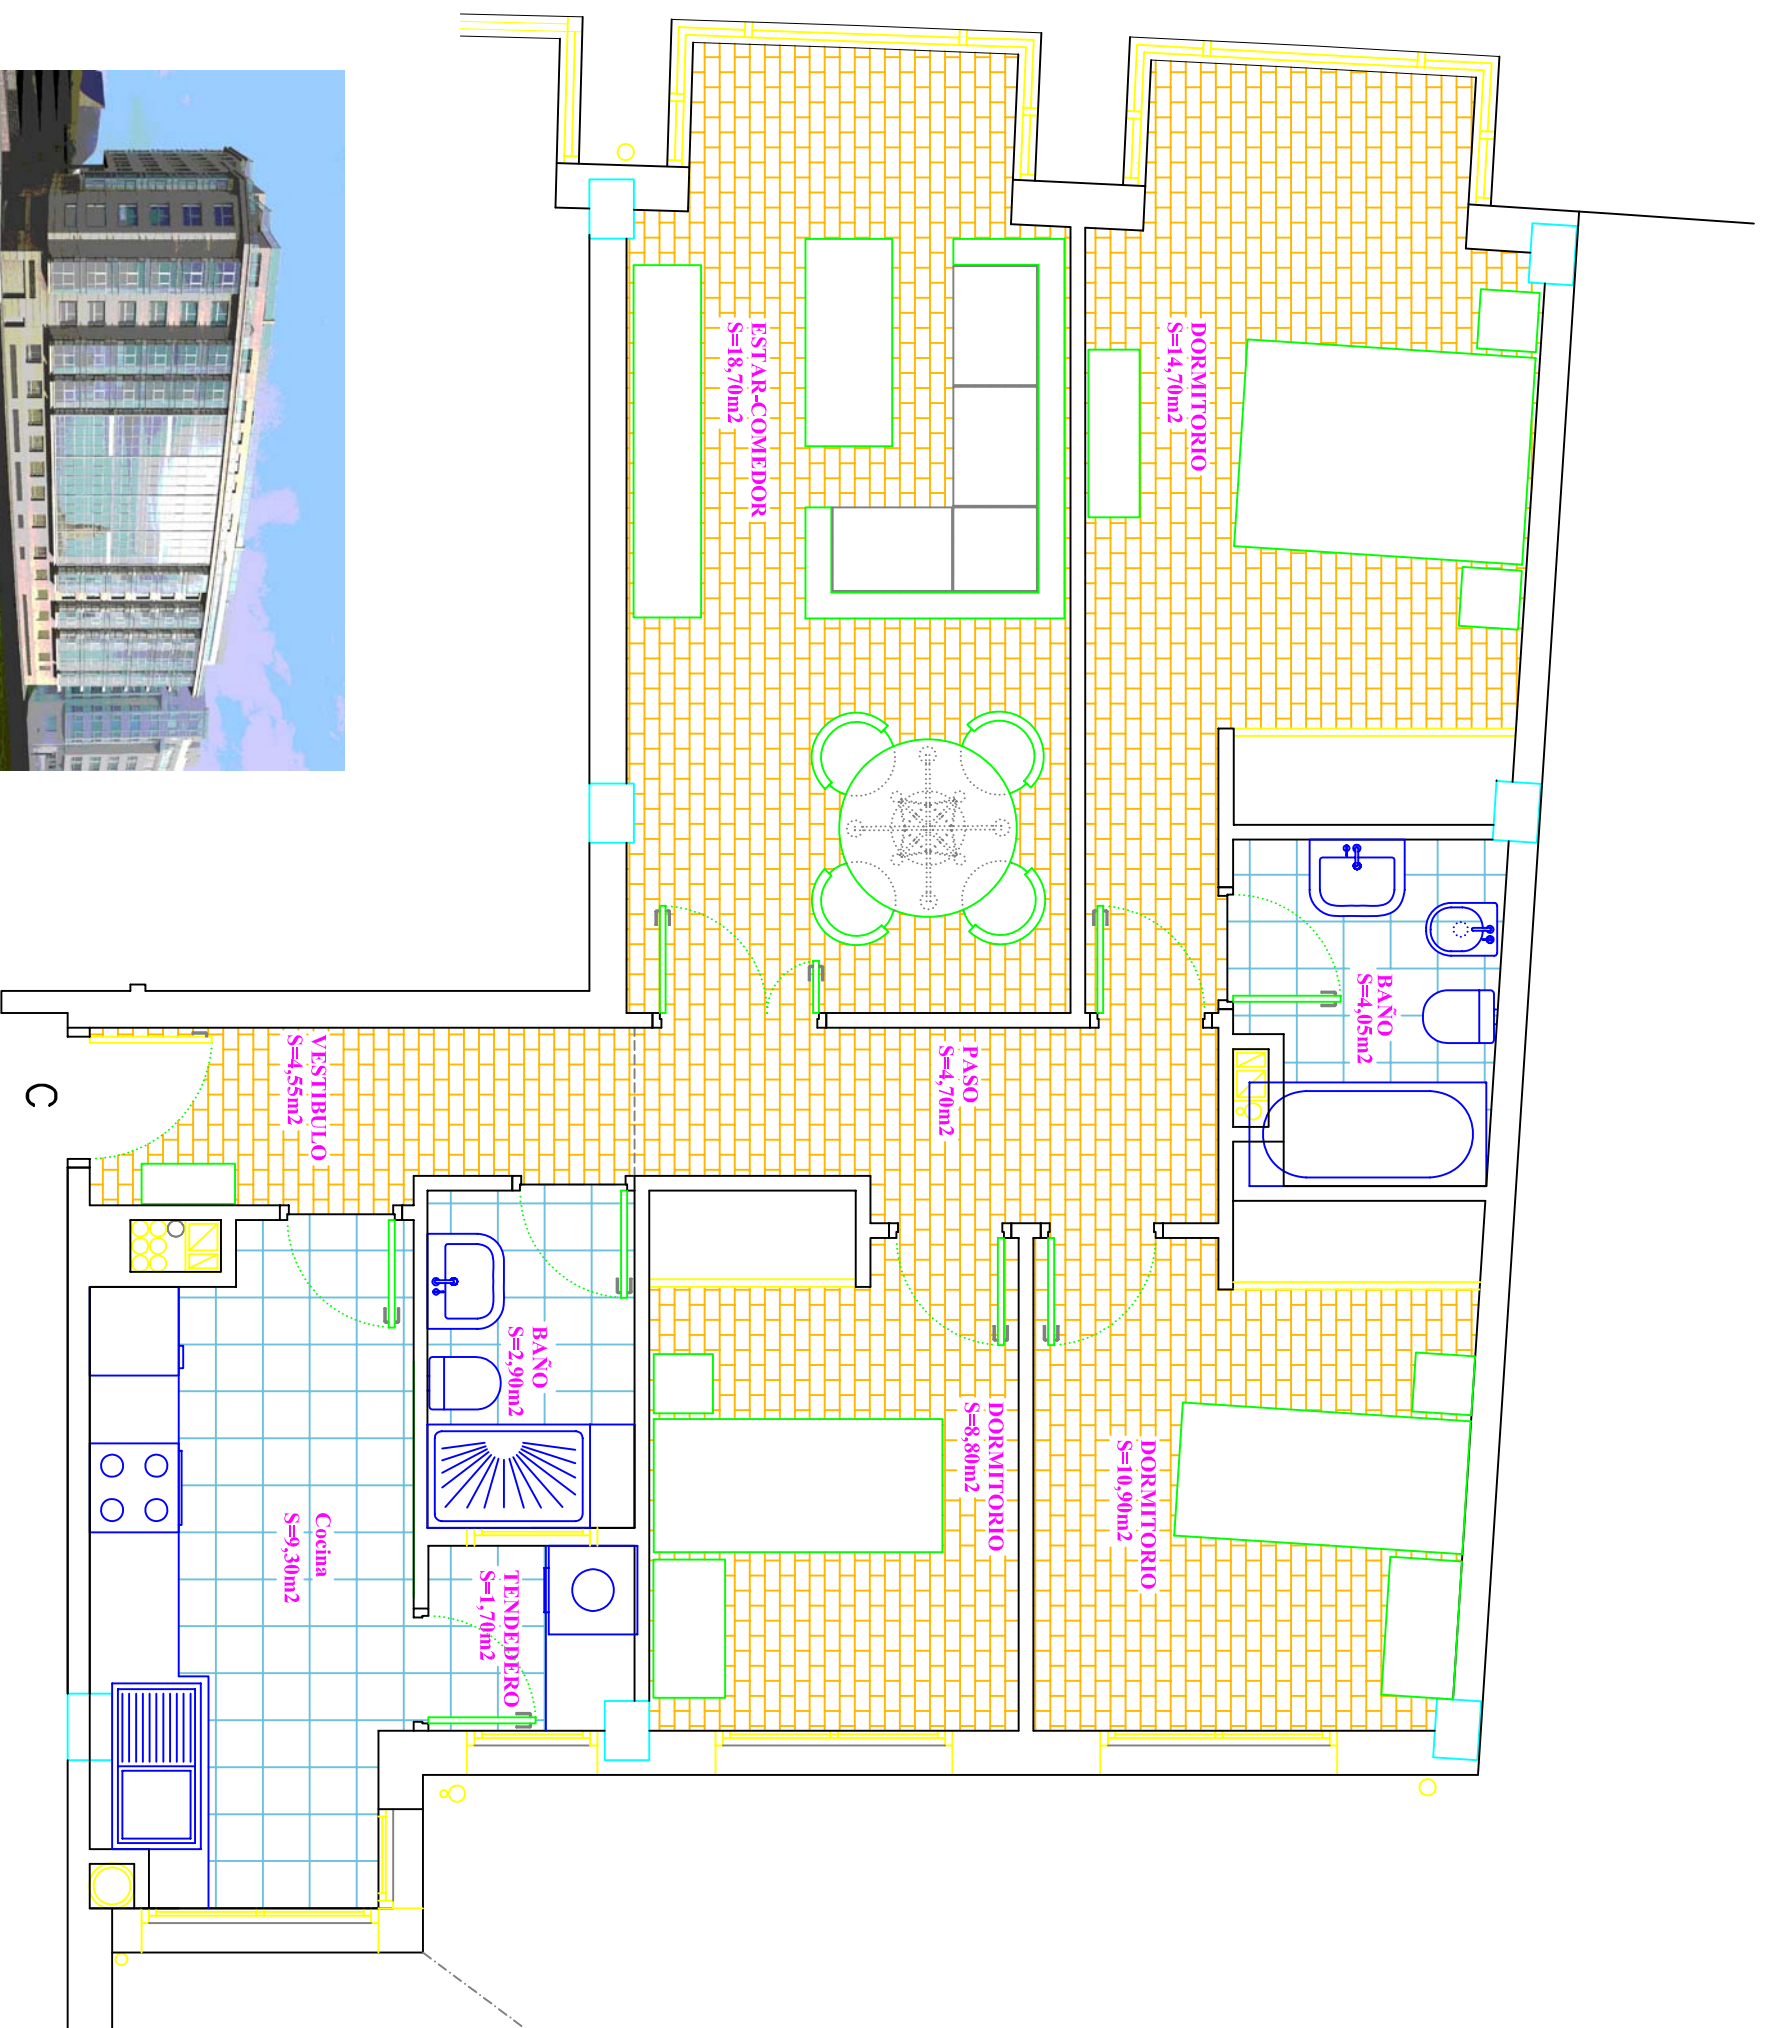 DORMITORIO
S=14,70m2
ESTAR-COMEDOR
S=18,70m2
BAÑO
S=4,05m2
PASO
S=4,70m2
VESTIBULO
S=4,55m2
C
DORMITORIO
S=10,90m2
DORMITORIO
S=8,80m2
BAÑO
S=2,90m2
TENDEDERO
S=1,70m2
Cocina
S=9,30m2